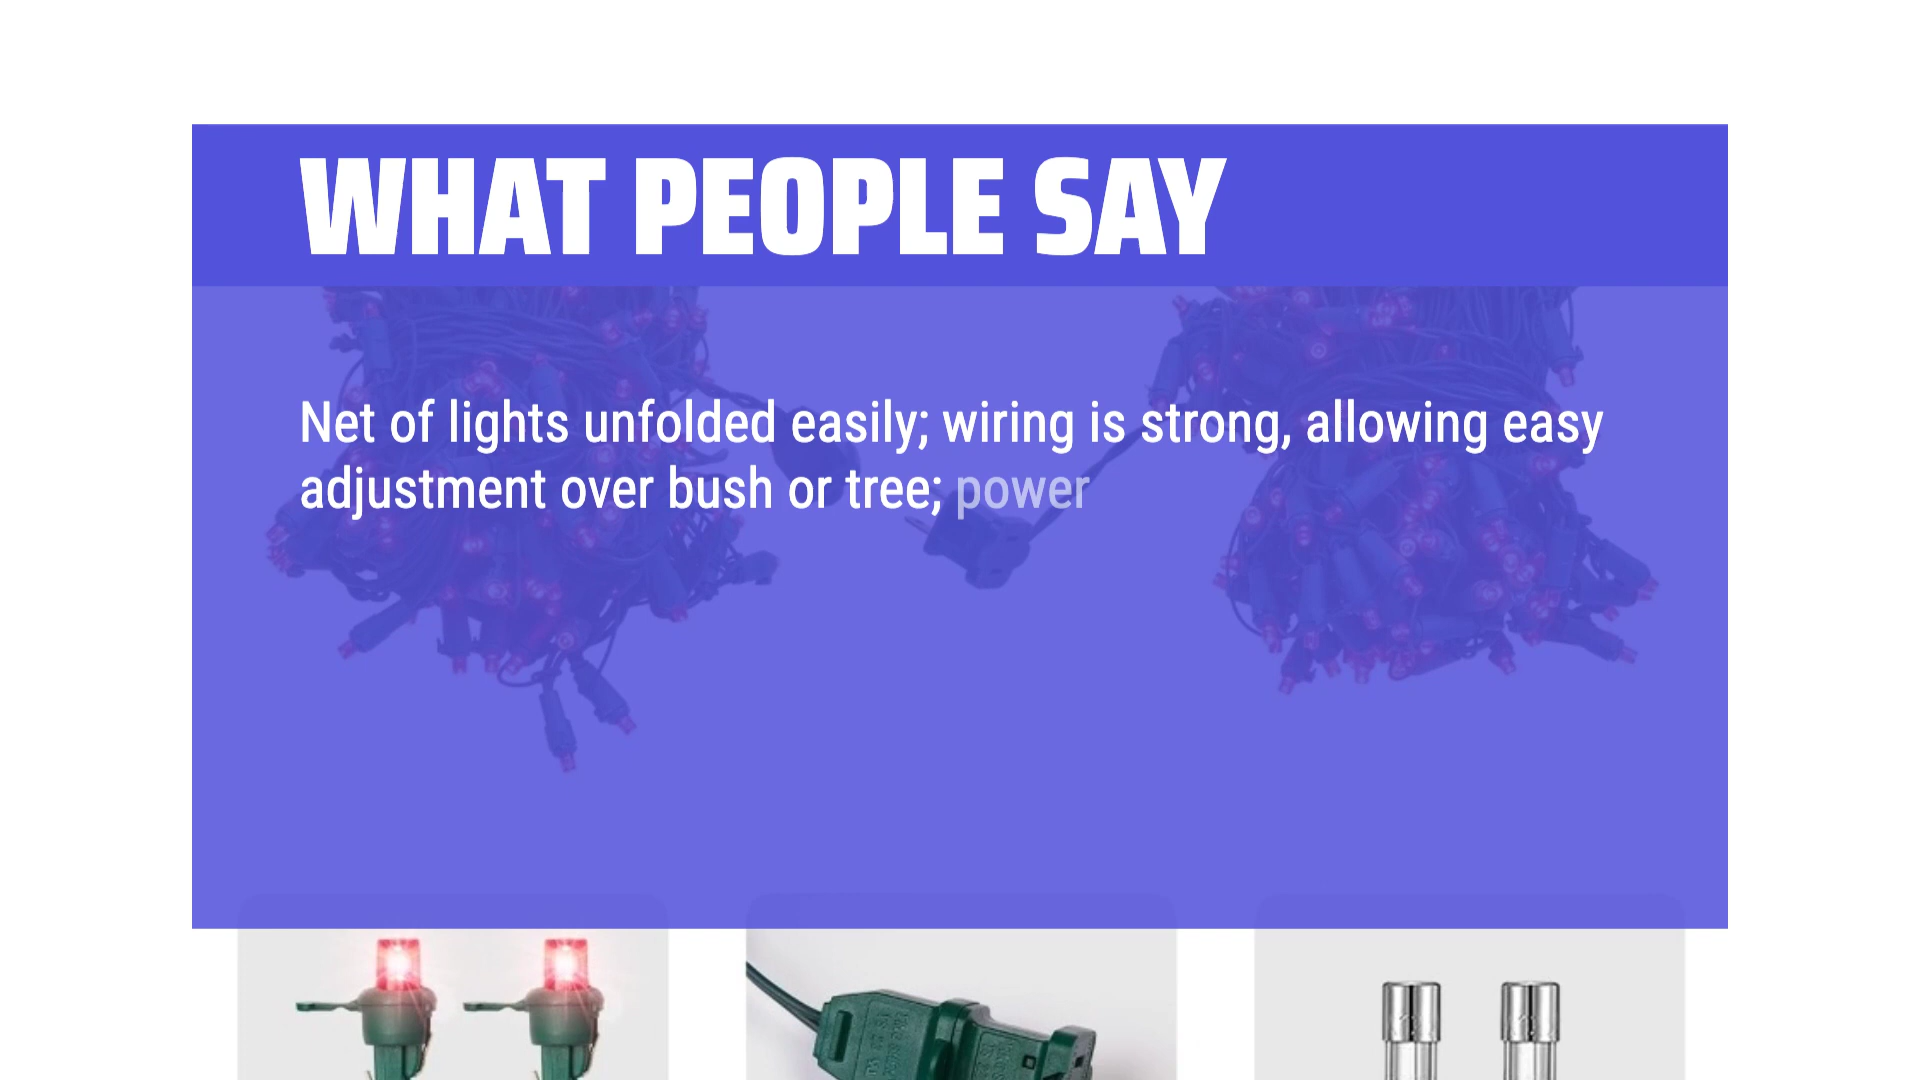 WHAT PEOPLE SAY
Net of lights unfolded easily; wiring is strong, allowing easy
adjustment over bush or tree; power